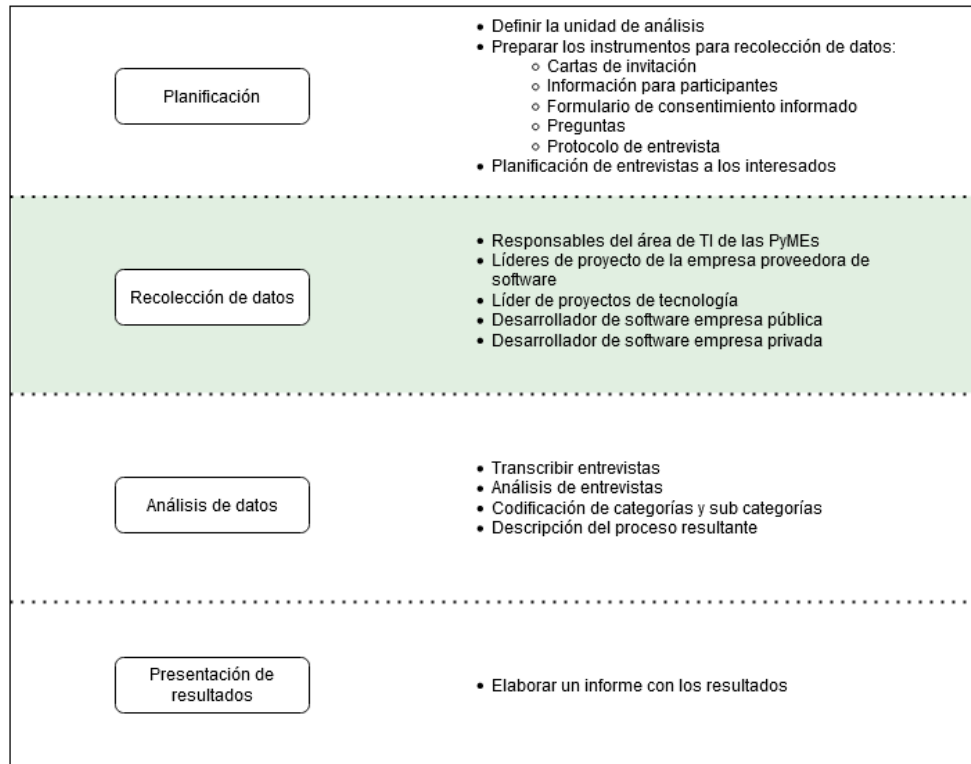 Planificación
• Definir la unidad de análisis
• Preparar los instrumentos para recolección de datos:
○ Cartas de invitación
○ Información para participantes
○ Formulario de consentimiento informado
○ Preguntas
○ Protocolo de entrevista
• Planificación de entrevistas a los interesados
Recolección de datos
• Responsables del área de TI de las PyMEs
• Líderes de proyecto de la empresa proveedora de
software
• Líder de proyectos de tecnología
• Desarrollador de software empresa pública
• Desarrollador de software empresa privada
Análisis de datos
• Transcribir entrevistas
• Análisis de entrevistas
• Codificación de categorías y sub categorías
• Descripción del proceso resultante
Presentación de
resultados
• Elaborar un informe con los resultados